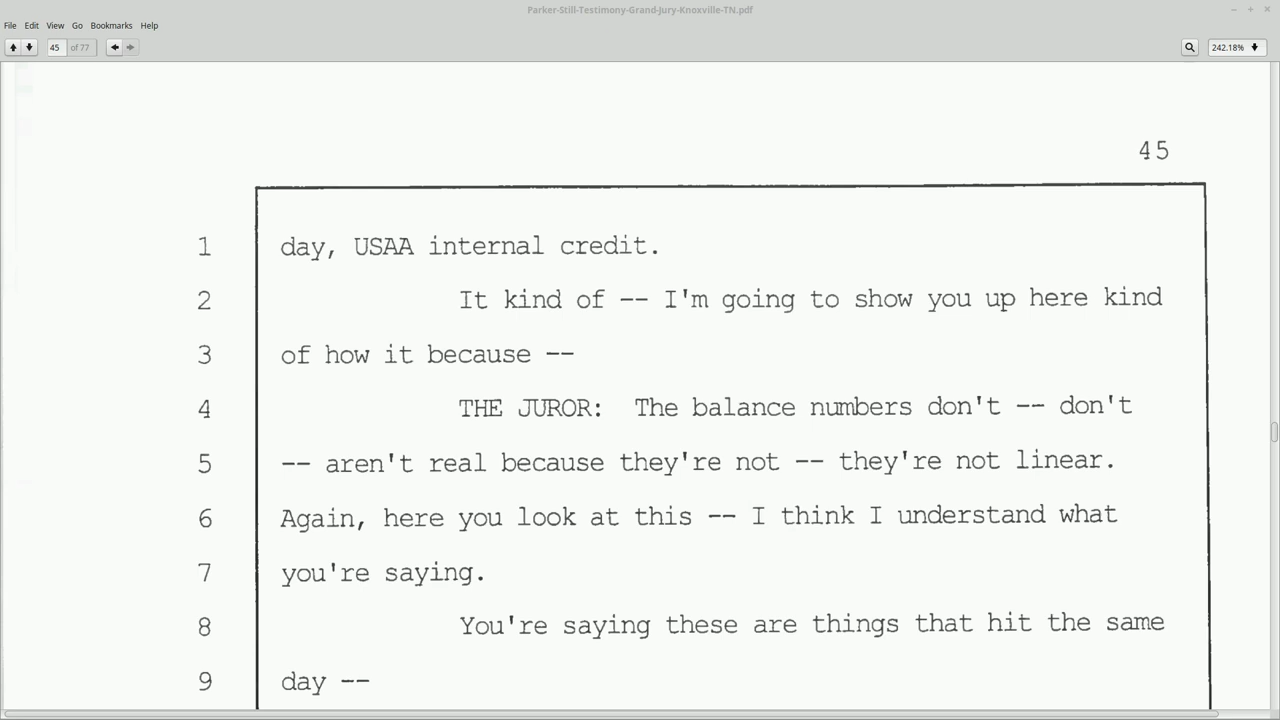 Parker-Still-Testimony-Grand-Jury-Knoxville-TN.pdf
File Edit View Go Bookmarks Help
45 of 77 242.18%
45
1 day, USAA internal credit.
2 It kind of -- I'm going to show you up here kind
3 of how it because --
4 THE JUROR: The balance numbers don't -- don't
5 -- aren't real because they're not -- they're not linear.
6 Again, here you look at this -- I think I understand what
7 you're saying.
8 You're saying these are things that hit the same
9 day --